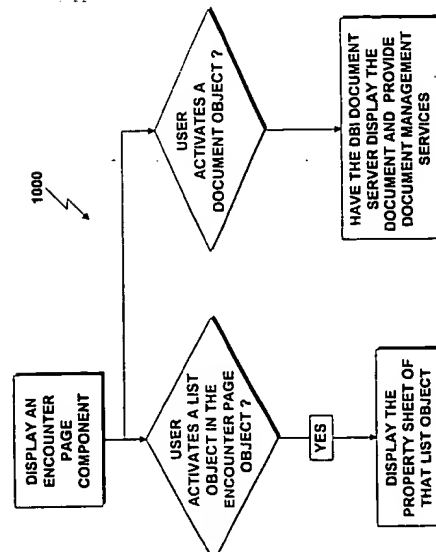 1000
DISPLAY AN
ENCOUNTER
PAGE
COMPONENT
USER
ACTIVATES A LIST
OBJECT IN THE
ENCOUNTER PAGE
OBJECT ?
YES
DISPLAY THE
PROPERTY SHEET OF
THAT LIST OBJECT
USER
ACTIVATES A
DOCUMENT OBJECT ?
HAVE THE DBI DOCUMENT
SERVER DISPLAY THE
DOCUMENT AND PROVIDE
DOCUMENT MANAGEMENT
SERVICES